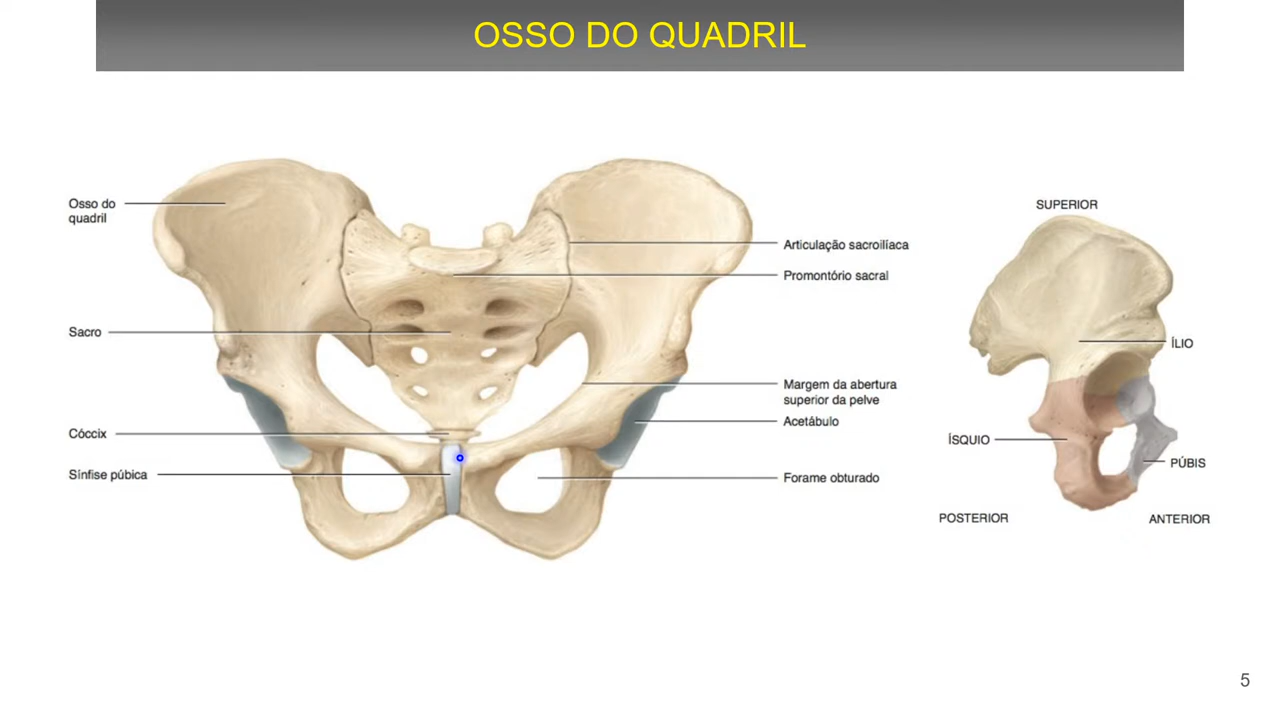 OSSO DO QUADRIL
Osso do
quadril
Sacro
Cóccix
Sínfise púbica
Articulação sacroilíaca
Promontório sacral
Margem da abertura
superior da pelve
Acetábulo
Forame obturado
SUPERIOR
ÍLIO
ÍSQUIO
PÚBIS
POSTERIOR
ANTERIOR
5